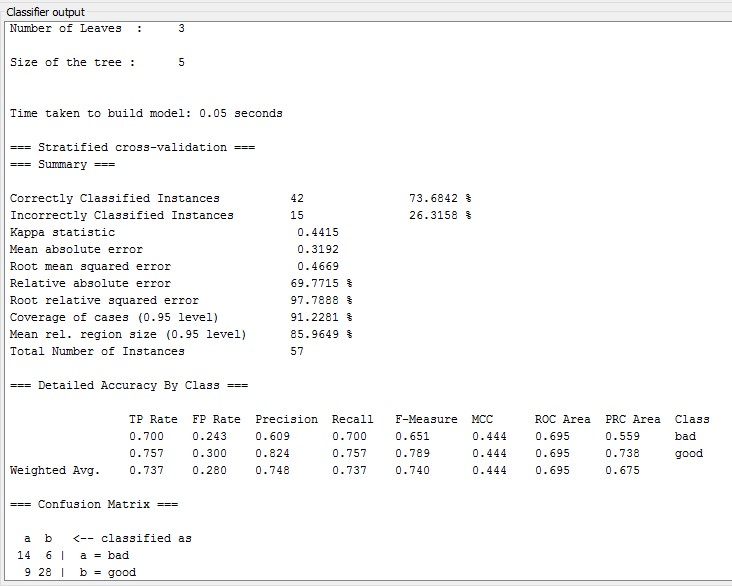 Classifier output
Number of Leaves  :     3
Size of the tree :      5
Time taken to build model: 0.05 seconds
=== Stratified cross-validation ===
=== Summary ===
Correctly Classified Instances          42               73.6842 %
Incorrectly Classified Instances        15               26.3158 %
Kappa statistic                          0.4415
Mean absolute error                      0.3192
Root mean squared error                  0.4669
Relative absolute error                 69.7715 %
Root relative squared error             97.7888 %
Coverage of cases (0.95 level)          91.2281 %
Mean rel. region size (0.95 level)      85.9649 %
Total Number of Instances               57
=== Detailed Accuracy By Class ===
                 TP Rate  FP Rate  Precision  Recall   F-Measure  MCC      ROC Area  PRC Area  Class
                 0.700    0.243    0.609      0.700    0.651      0.444    0.695     0.559     bad
                 0.757    0.300    0.824      0.757    0.789      0.444    0.695     0.738     good
Weighted Avg.    0.737    0.280    0.748      0.737    0.740      0.444    0.695     0.675
=== Confusion Matrix ===
  a  b   <-- classified as
 14  6 |  a = bad
  9 28 |  b = good